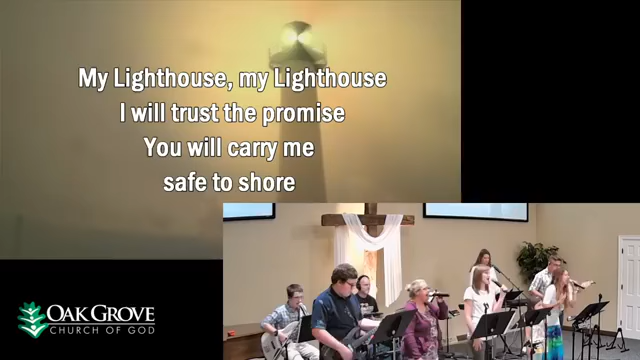 My Lighthouse, my Lighthouse
I will trust the promise
You will carry me
safe to shore
OAK GROVE
CHURCH OF GOD